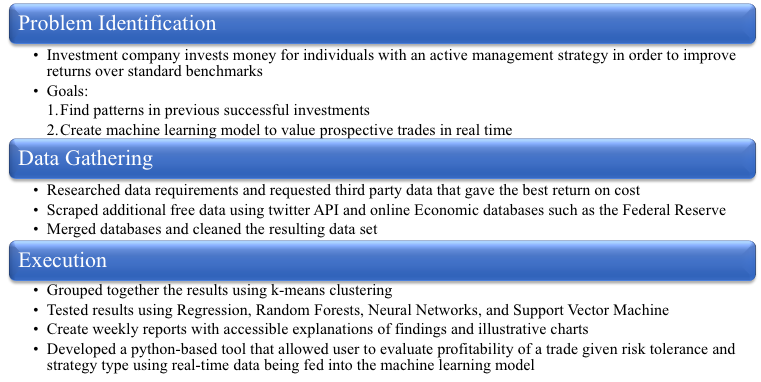 Problem Identification
• Investment company invests money for individuals with an active management strategy in order to improve
returns over standard benchmarks
• Goals:
1.Find patterns in previous successful investments
2.Create machine learning model to value prospective trades in real time
Data Gathering
• Researched data requirements and requested third party data that gave the best return on cost
• Scraped additional free data using twitter API and online Economic databases such as the Federal Reserve
• Merged databases and cleaned the resulting data set
Execution
• Grouped together the results using k-means clustering
• Tested results using Regression, Random Forests, Neural Networks, and Support Vector Machine
• Create weekly reports with accessible explanations of findings and illustrative charts
• Developed a python-based tool that allowed user to evaluate profitability of a trade given risk tolerance and
strategy type using real-time data being fed into the machine learning model